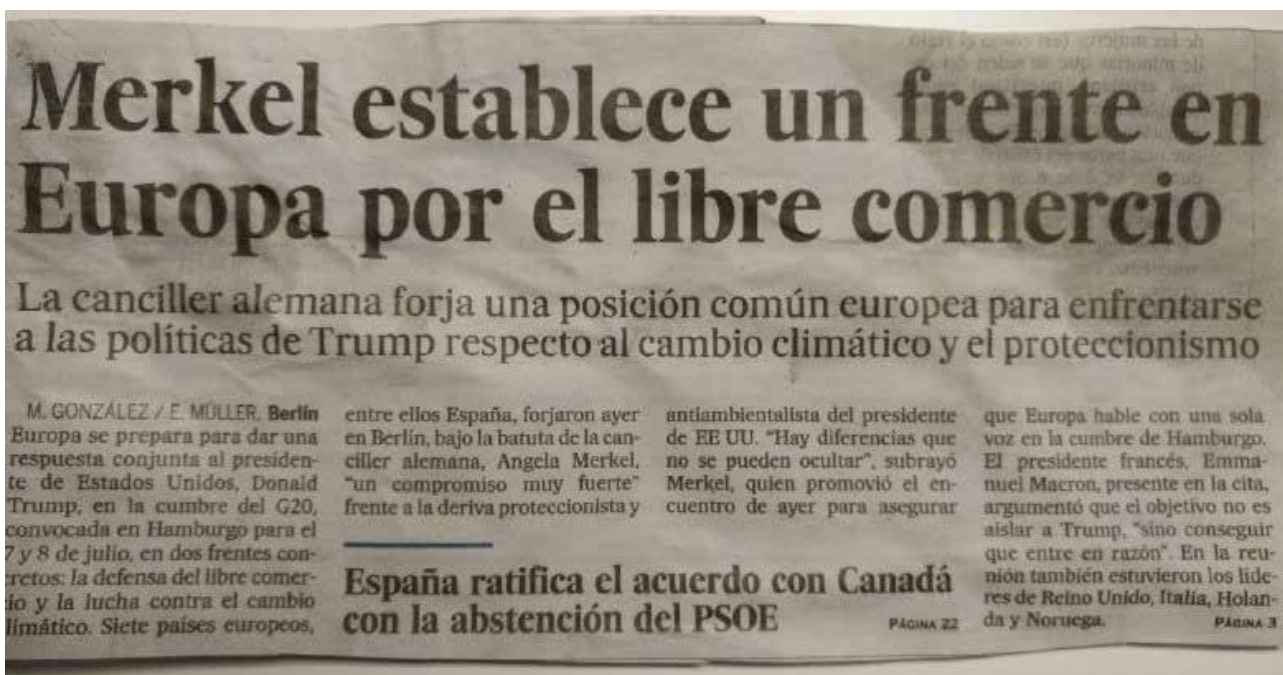 Merkel establece un frente en
Europa por el libre comercio
La canciller alemana forja una posición común europea para enfrentarse
a las políticas de Trump respecto al cambio climático y el proteccionismo
M. GONZÁLEZ / E. MÜLLER, Berlín
Europa se prepara para dar una
respuesta conjunta al presiden-
te de Estados Unidos, Donald
Trump, en la cumbre del G20,
convocada en Hamburgo para el
7 y 8 de julio, en dos frentes con-
cretos: la defensa del libre comer-
cio y la lucha contra el cambio
climático. Siete países europeos,
entre ellos España, forjaron ayer
en Berlín, bajo la batuta de la can-
ciller alemana, Angela Merkel,
"un compromiso muy fuerte"
frente a la deriva proteccionista y
antiambientalista del presidente
de EE UU. "Hay diferencias que
no se pueden ocultar", subrayó
Merkel, quien promovió el en-
cuentro de ayer para asegurar
que Europa hable con una sola
voz en la cumbre de Hamburgo.
El presidente francés, Emma-
nuel Macron, presente en la cita,
argumentó que el objetivo no es
aislar a Trump, "sino conseguir
que entre en razón". En la reu-
nión también estuvieron los líde-
res de Reino Unido, Italia, Holan-
da y Noruega. PÁGINA 3
España ratifica el acuerdo con Canadá
con la abstención del PSOE PÁGINA 22